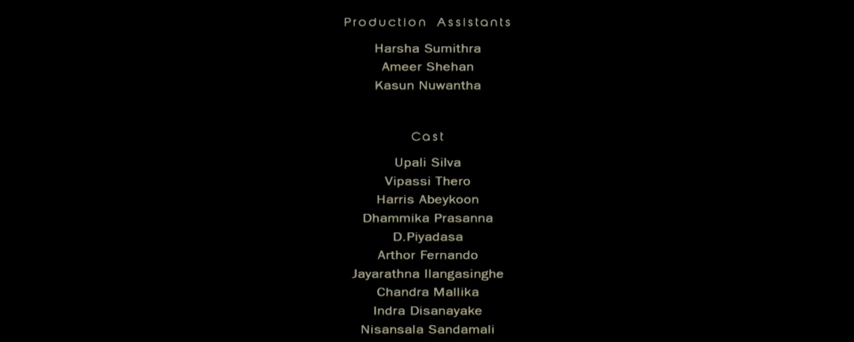 Production Assistants
Harsha Sumithra
Ameer Shehan
Kasun Nuwantha
Cast
Upali Silva
Vipassi Thero
Harris Abeykoon
Dhammika Prasanna
D.Piyadasa
Arthor Fernando
Jayarathna Ilangasinghe
Chandra Mallika
Indra Disanayake
Nisansala Sandamali